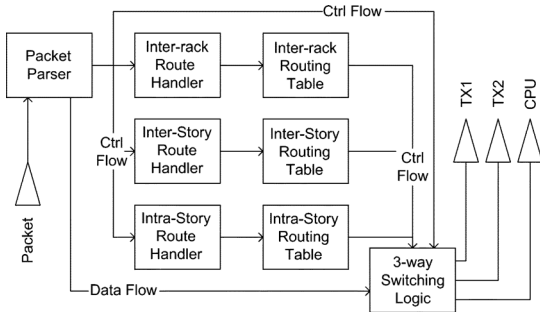 Ctrl Flow
Packet
Parser
Inter-rack
Route
Handler
Inter-rack
Routing
Table
TX1
TX2
CPU
Ctrl
Flow
Inter-Story
Route
Handler
Inter-Story
Routing
Table
Ctrl
Flow
Packet
Intra-Story
Route
Handler
Intra-Story
Routing
Table
3-way
Switching
Logic
Data Flow